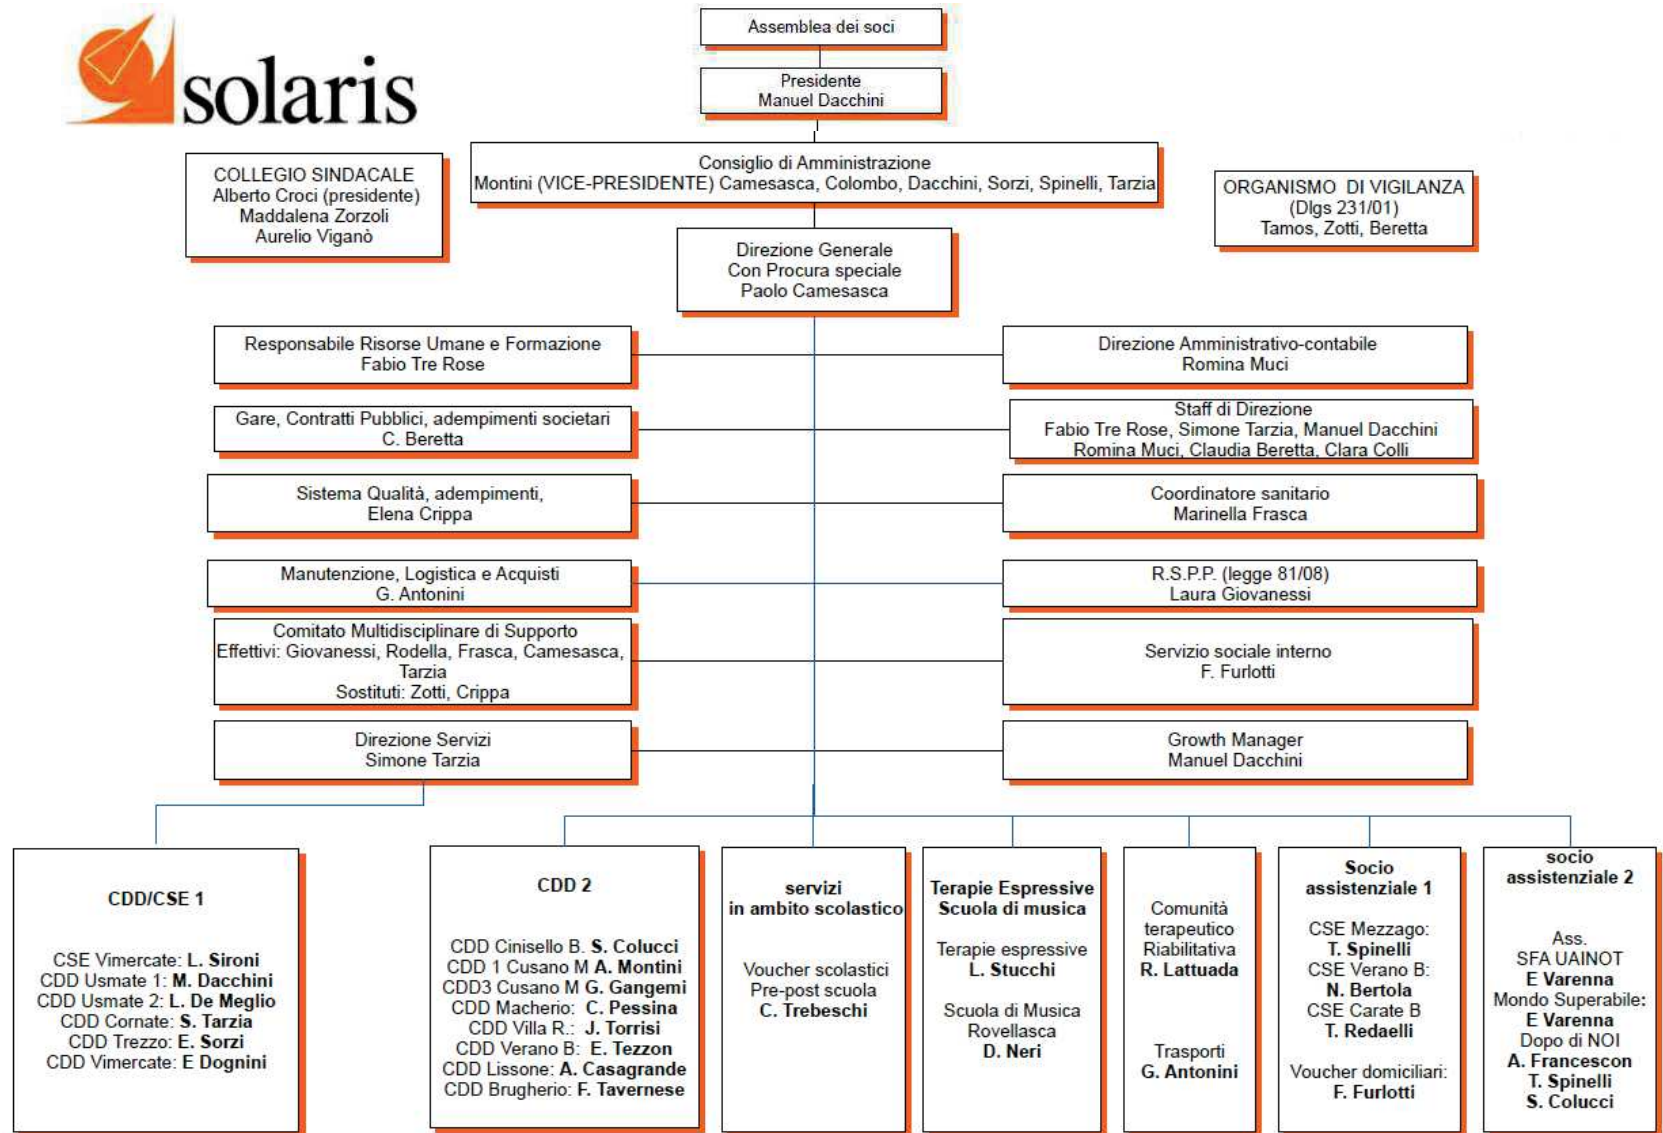 solaris
Assemblea dei soci
Presidente
Manuel Dacchini
Consiglio di Amministrazione
Montini (VICE-PRESIDENTE) Camesasca, Colombo, Dacchini, Sorzi, Spinelli, Tarzia
COLLEGIO SINDACALE
Alberto Croci (presidente)
Maddalena Zorzoli
Aurelio Viganò
ORGANISMO DI VIGILANZA
(Dlgs 231/01)
Tamos, Zotti, Beretta
Direzione Generale
Con Procura speciale
Paolo Camesasca
Responsabile Risorse Umane e Formazione
Fabio Tre Rose
Direzione Amministrativo-contabile
Romina Muci
Gare, Contratti Pubblici, adempimenti societari
C. Beretta
Staff di Direzione
Fabio Tre Rose, Simone Tarzia, Manuel Dacchini
Romina Muci, Claudia Beretta, Clara Colli
Sistema Qualità, adempimenti,
Elena Crippa
Coordinatore sanitario
Marinella Frasca
Manutenzione, Logistica e Acquisti
G. Antonini
R.S.P.P. (legge 81/08)
Laura Giovanessi
Comitato Multidisciplinare di Supporto
Effettivi: Giovanessi, Rodella, Frasca, Camesasca,
Tarzia
Sostituti: Zotti, Crippa
Servizio sociale interno
F. Furlotti
Direzione Servizi
Simone Tarzia
Growth Manager
Manuel Dacchini
CDD/CSE 1
CSE Vimercate: L. Sironi
CDD Usmate 1: M. Dacchini
CDD Usmate 2: L. De Meglio
CDD Cornate: S. Tarzia
CDD Trezzo: E. Sorzi
CDD Vimercate: E Dognini
CDD 2
CDD Cinisello B. S. Colucci
CDD 1 Cusano M A. Montini
CDD3 Cusano M G. Gangemi
CDD Macherio: C. Pessina
CDD Villa R.: J. Torrisi
CDD Verano B: E. Tezzon
CDD Lissone: A. Casagrande
CDD Brugherio: F. Tavernese
servizi
in ambito scolastico
Voucher scolastici
Pre-post scuola
C. Trebeschi
Terapie Espressive
Scuola di musica
Terapie espressive
L. Stucchi
Scuola di Musica
Rovellasca
D. Neri
Comunità
terapeutico
Riabilitativa
R. Lattuada
Trasporti
G. Antonini
Socio
assistenziale 1
CSE Mezzago:
T. Spinelli
CSE Verano B:
N. Bertola
CSE Carate B
T. Redaelli
Voucher domiciliari:
F. Furlotti
socio
assistenziale 2
Ass.
SFA UAINOT
E Varenna
Mondo Superabile:
E Varenna
Dopo di NOI
A. Francescon
T. Spinelli
S. Colucci